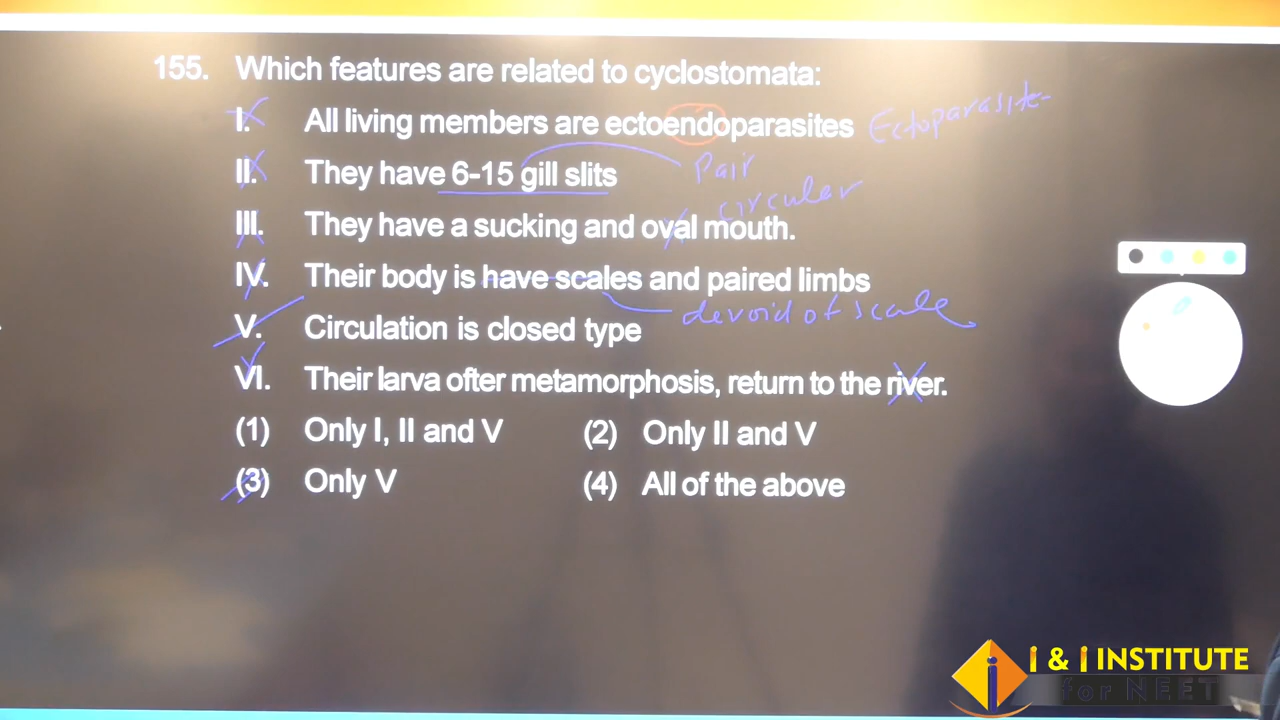 155. Which features are related to cyclostomata:
I. All living members are ectoendoparasites Ectoparasite
II. They have 6-15 gill slits Pair
circular
III. They have a sucking and oval mouth.
IV. Their body is have scales and paired limbs
devoid of scale
V. Circulation is closed type
VI. Their larva ofter metamorphosis, return to the river.
(1) Only I, II and V (2) Only II and V
(3) Only V (4) All of the above
i & i INSTITUTE
for NEET